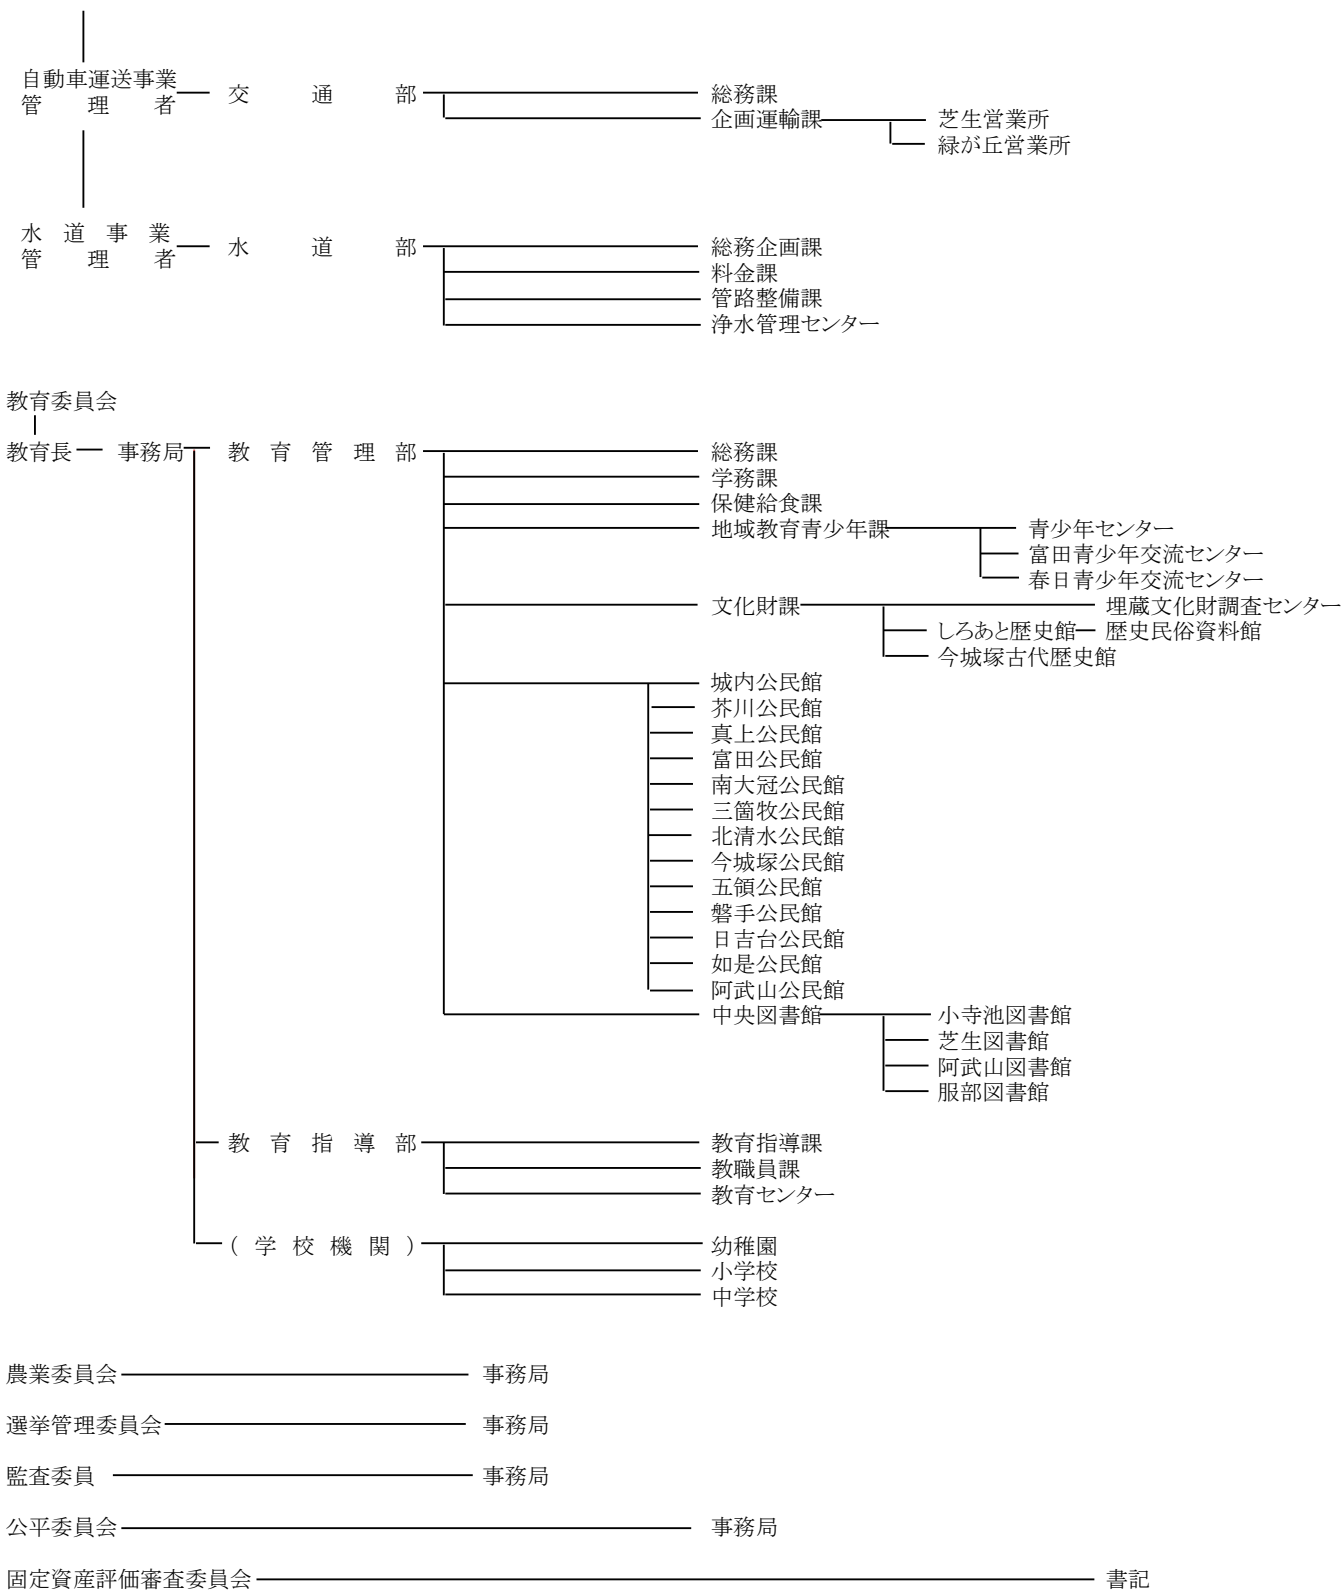 自動車運送事業
管理者 交通部 総務課
企画運輸課 芝生営業所
緑が丘営業所
水道事業
管理者 水道部 総務企画課
料金課
管路整備課
浄水管理センター
教育委員会
教育長 事務局 教育管理部 総務課
学務課
保健給食課
地域教育青少年課 青少年センター
富田青少年交流センター
春日青少年交流センター
文化財課 埋蔵文化財調査センター
しろあと歴史館 歴史民俗資料館
今城塚古代歴史館
城内公民館
芥川公民館
真上公民館
富田公民館
南大冠公民館
三箇牧公民館
北清水公民館
今城塚公民館
五領公民館
磐手公民館
日吉台公民館
如是公民館
阿武山公民館
中央図書館 小寺池図書館
芝生図書館
阿武山図書館
服部図書館
教育指導部 教育指導課
教職員課
教育センター
(学校機関) 幼稚園
小学校
中学校
農業委員会 事務局
選挙管理委員会 事務局
監査委員 事務局
公平委員会 事務局
固定資産評価審査委員会 書記